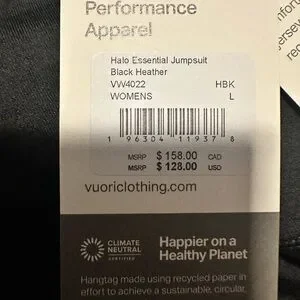 Performance
Apparel
Halo Essential Jumpsuit
Black Heather
VW4022 HBK
WOMENS L
1 96304 11937 8
MSRP $ 158.00 CAD
MSRP $ 128.00 USD
vuoriclothing.com
CLIMATE
NEUTRAL
CERTIFIED
Happier on a
Healthy Planet
Hangtag made using recycled paper in
effort to achieve a sustainable, circular,